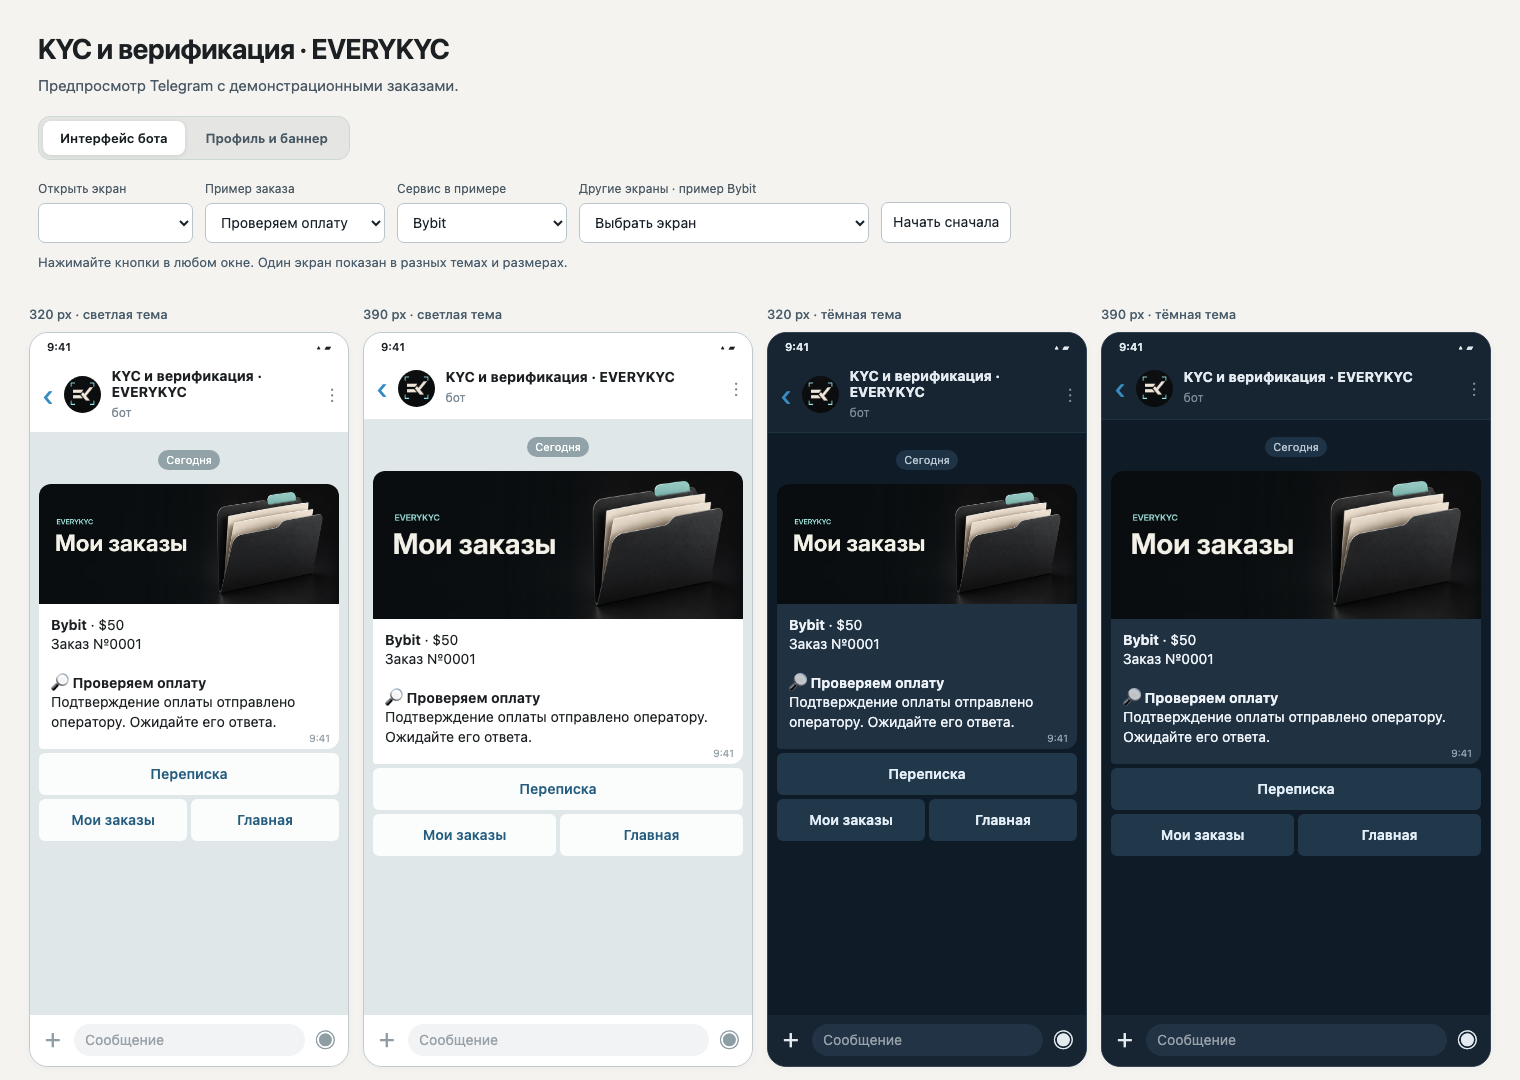 KYC и верификация · EVERYKYC
Предпросмотр Telegram с демонстрационными заказами.
Интерфейс бота
Профиль и баннер
Открыть экран
Пример заказа
Сервис в примере
Другие экраны · пример Bybit
Проверяем оплату
Bybit
Выбрать экран
Начать сначала
Нажимайте кнопки в любом окне. Один экран показан в разных темах и размерах.
320 px · светлая тема
9:41
KYC и верификация ·
EVERYKYC
бот
Сегодня
EVERYKYC
Мои заказы
Bybit · $50
Заказ №0001
Проверяем оплату
Подтверждение оплаты отправлено
оператору. Ожидайте его ответа.
9:41
Переписка
Мои заказы
Главная
Сообщение
390 px · светлая тема
9:41
KYC и верификация · EVERYKYC
бот
Сегодня
EVERYKYC
Мои заказы
Bybit · $50
Заказ №0001
Проверяем оплату
Подтверждение оплаты отправлено оператору.
Ожидайте его ответа.
9:41
Переписка
Мои заказы
Главная
Сообщение
320 px · тёмная тема
9:41
KYC и верификация ·
EVERYKYC
бот
Сегодня
EVERYKYC
Мои заказы
Bybit · $50
Заказ №0001
Проверяем оплату
Подтверждение оплаты отправлено
оператору. Ожидайте его ответа.
9:41
Переписка
Мои заказы
Главная
Сообщение
390 px · тёмная тема
9:41
KYC и верификация · EVERYKYC
бот
Сегодня
EVERYKYC
Мои заказы
Bybit · $50
Заказ №0001
Проверяем оплату
Подтверждение оплаты отправлено оператору.
Ожидайте его ответа.
9:41
Переписка
Мои заказы
Главная
Сообщение